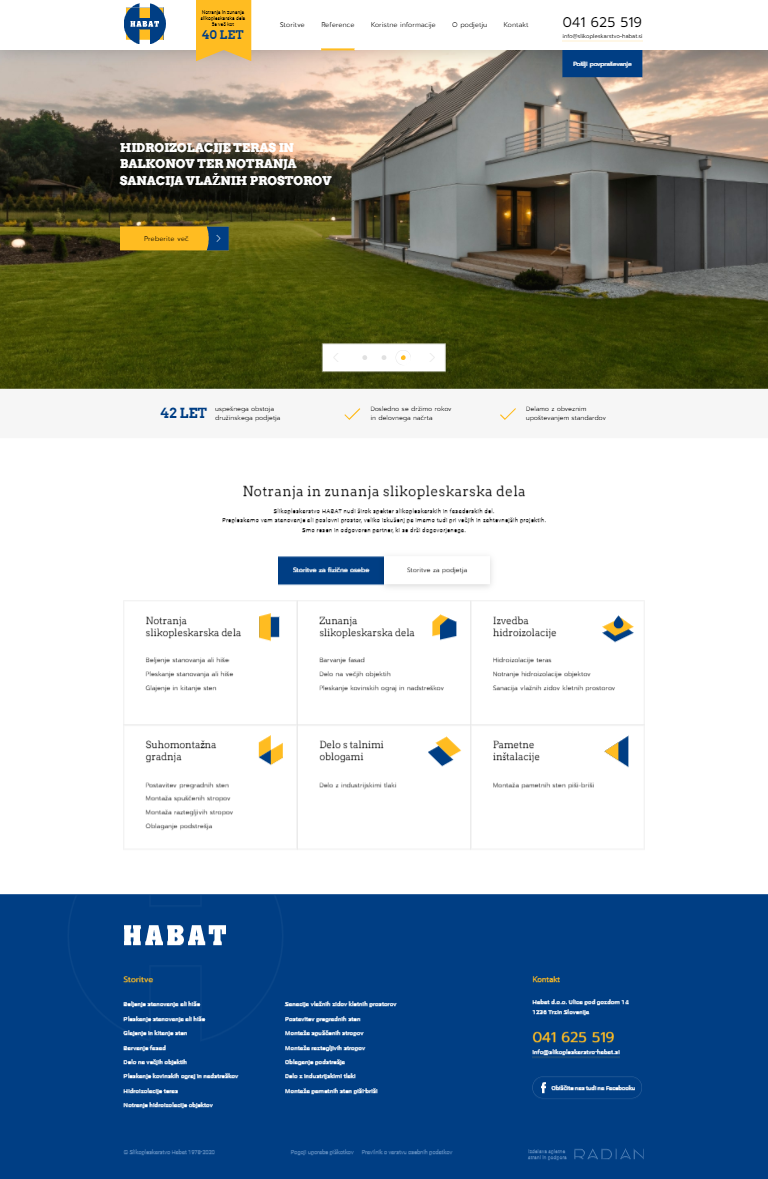 HABAT
Notranja in zunanja
slikopleskarska dela
že več kot
40 LET
Storitve
Reference
Koristne informacije
O podjetju
Kontakt
041 625 519
info@slikopleskarstvo-habat.si
Pošlji povpraševanje
HIDROIZOLACIJE TERAS IN
BALKONOV TER NOTRANJA
SANACIJA VLAŽNIH PROSTOROV
Preberite več
42 LET
uspešnega obstoja
družinskega podjetja
Dosledno se držimo rokov
in delovnega načrta
Delamo z obveznim
upoštevanjem standardov
Notranja in zunanja slikopleskarska dela
Slikopleskarstvo HABAT nudi širok spekter slikopleskarskih in fasaderskih del.
Prepleskamo vam stanovanje ali poslovni prostor, veliko izkušenj pa imamo tudi pri večjih in zahtevnejših projektih.
Smo resen in odgovoren partner, ki se drži dogovorjenega.
Storitve za fizične osebe
Storitve za podjetja
Notranja
slikopleskarska dela
Beljenje stanovanja ali hiše
Pleskanje stanovanja ali hiše
Glajenje in kitanje sten
Zunanja
slikopleskarska dela
Barvanje fasad
Delo na večjih objektih
Pleskanje kovinskih ograj in nadstreškov
Izvedba
hidroizolacije
Hidroizolacije teras
Notranje hidroizolacije objektov
Sanacija vlažnih zidov kletnih prostorov
Suhomontažna
gradnja
Postavitev pregradnih sten
Montaža spuščenih stropov
Montaža raztegljivih stropov
Oblaganje podstrešja
Delo s talnimi
oblogami
Delo z industrijskimi tlaki
Pametne
inštalacije
Montaža pametnih sten piši-briši
HABAT
Storitve
Beljenje stanovanja ali hiše
Pleskanje stanovanja ali hiše
Glajenje in kitanje sten
Barvanje fasad
Delo na večjih objektih
Pleskanje kovinskih ograj in nadstreškov
Hidroizolacije teras
Notranje hidroizolacije objektov
Sanacija vlažnih zidov kletnih prostorov
Postavitev pregradnih sten
Montaža spuščenih stropov
Montaža raztegljivih stropov
Oblaganje podstrešja
Delo z industrijskimi tlaki
Montaža pametnih sten piši-briši
Kontakt
Habat d.o.o. Ulica pod gozdom 14
1236 Trzin Slovenija
041 625 519
info@slikopleskarstvo-habat.si
Obiščite nas tudi na Facebooku
© Slikopleskarstvo Habat 1978-2020
Pogoji uporabe piškotkov
Pravilnik o varstvu osebnih podatkov
Izdelava spletne
strani in podpora:
RADIAN